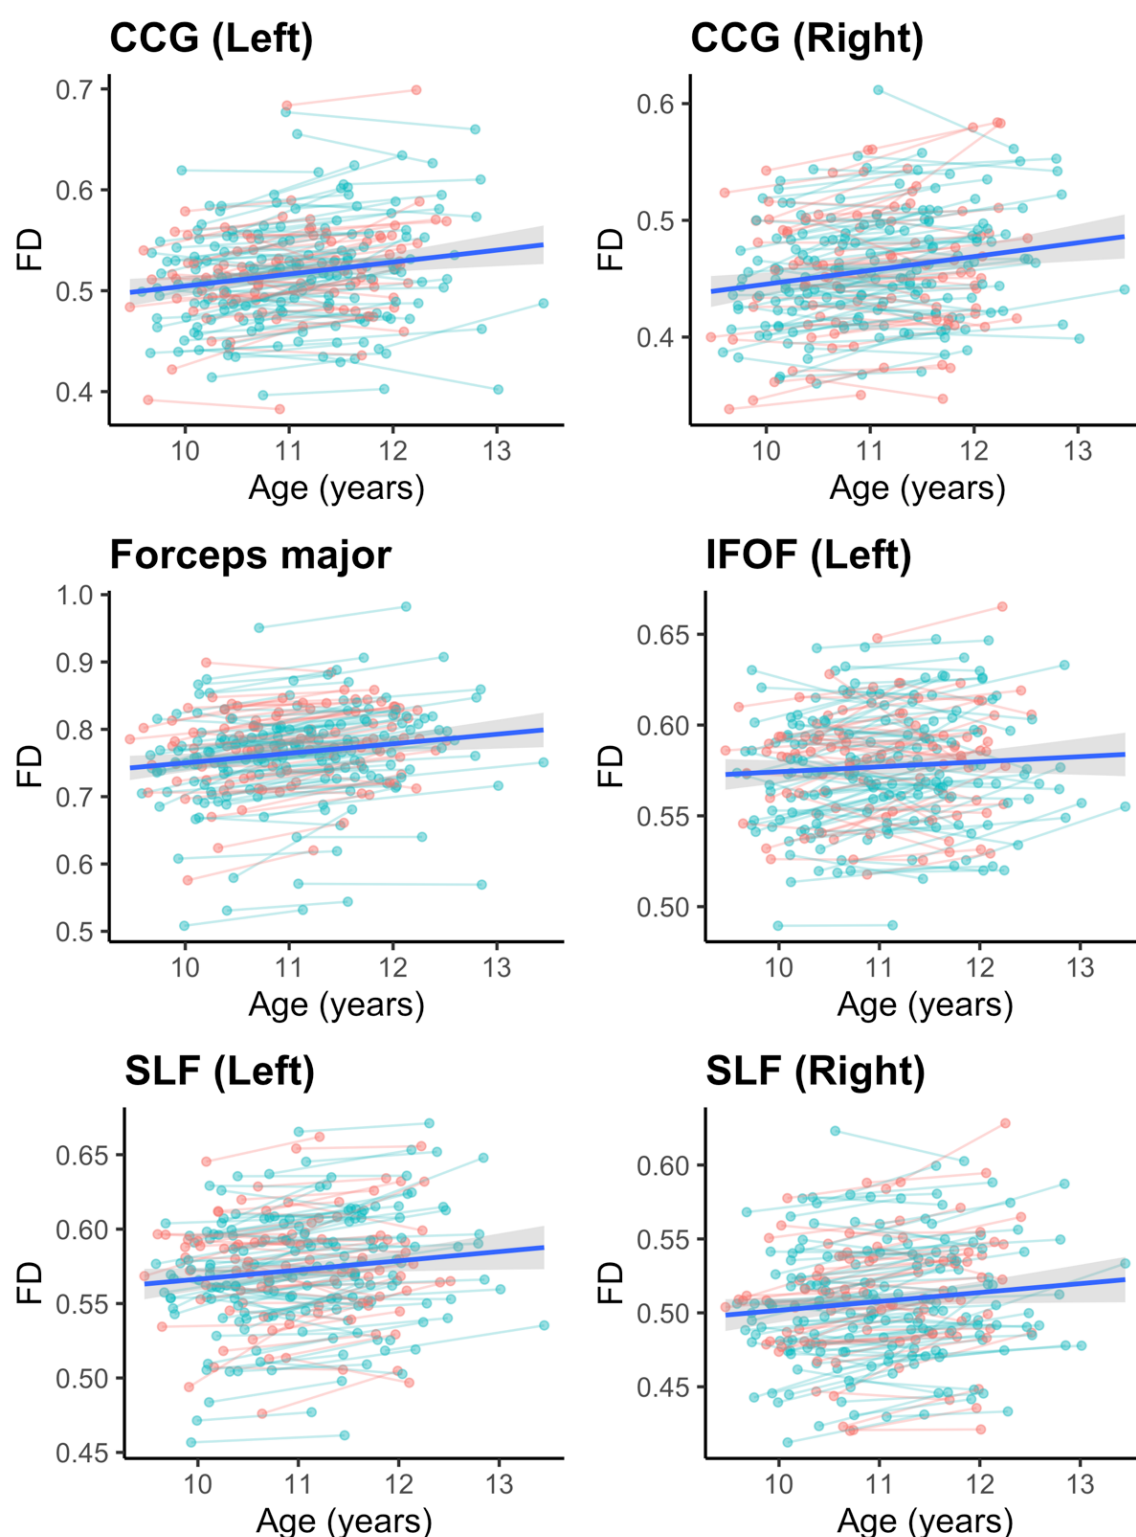 CCG (Left)
0.7
0.6
0.5
0.4
FD
10 11 12 13
Age (years)
CCG (Right)
0.6
0.5
0.4
FD
10 11 12 13
Age (years)
Forceps major
1.0
0.9
0.8
0.7
0.6
0.5
FD
10 11 12 13
Age (years)
IFOF (Left)
0.65
0.60
0.55
0.50
FD
10 11 12 13
Age (years)
SLF (Left)
0.65
0.60
0.55
0.50
0.45
FD
10 11 12 13
Age (years)
SLF (Right)
0.60
0.55
0.50
0.45
FD
10 11 12 13
Age (years)